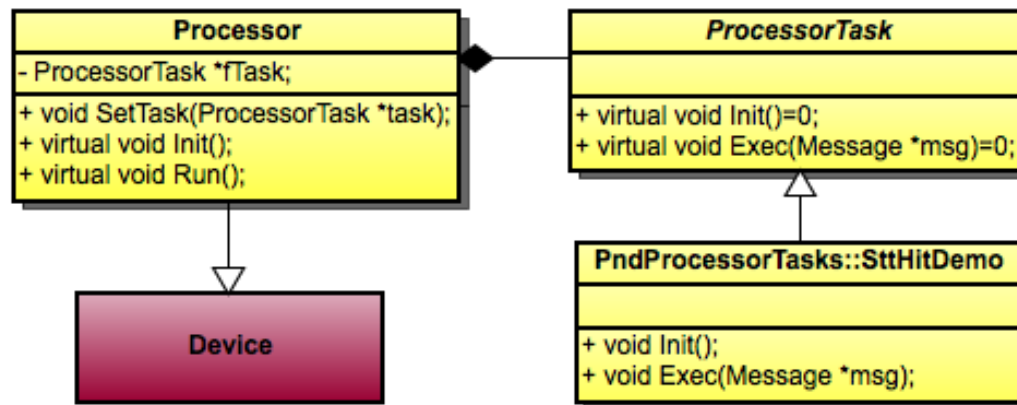 Processor
- ProcessorTask *fTask;
+ void SetTask(ProcessorTask *task);
+ virtual void Init();
+ virtual void Run();
ProcessorTask
+ virtual void Init()=0;
+ virtual void Exec(Message *msg)=0;
Device
PndProcessorTasks::SttHitDemo
+ void Init();
+ void Exec(Message *msg);